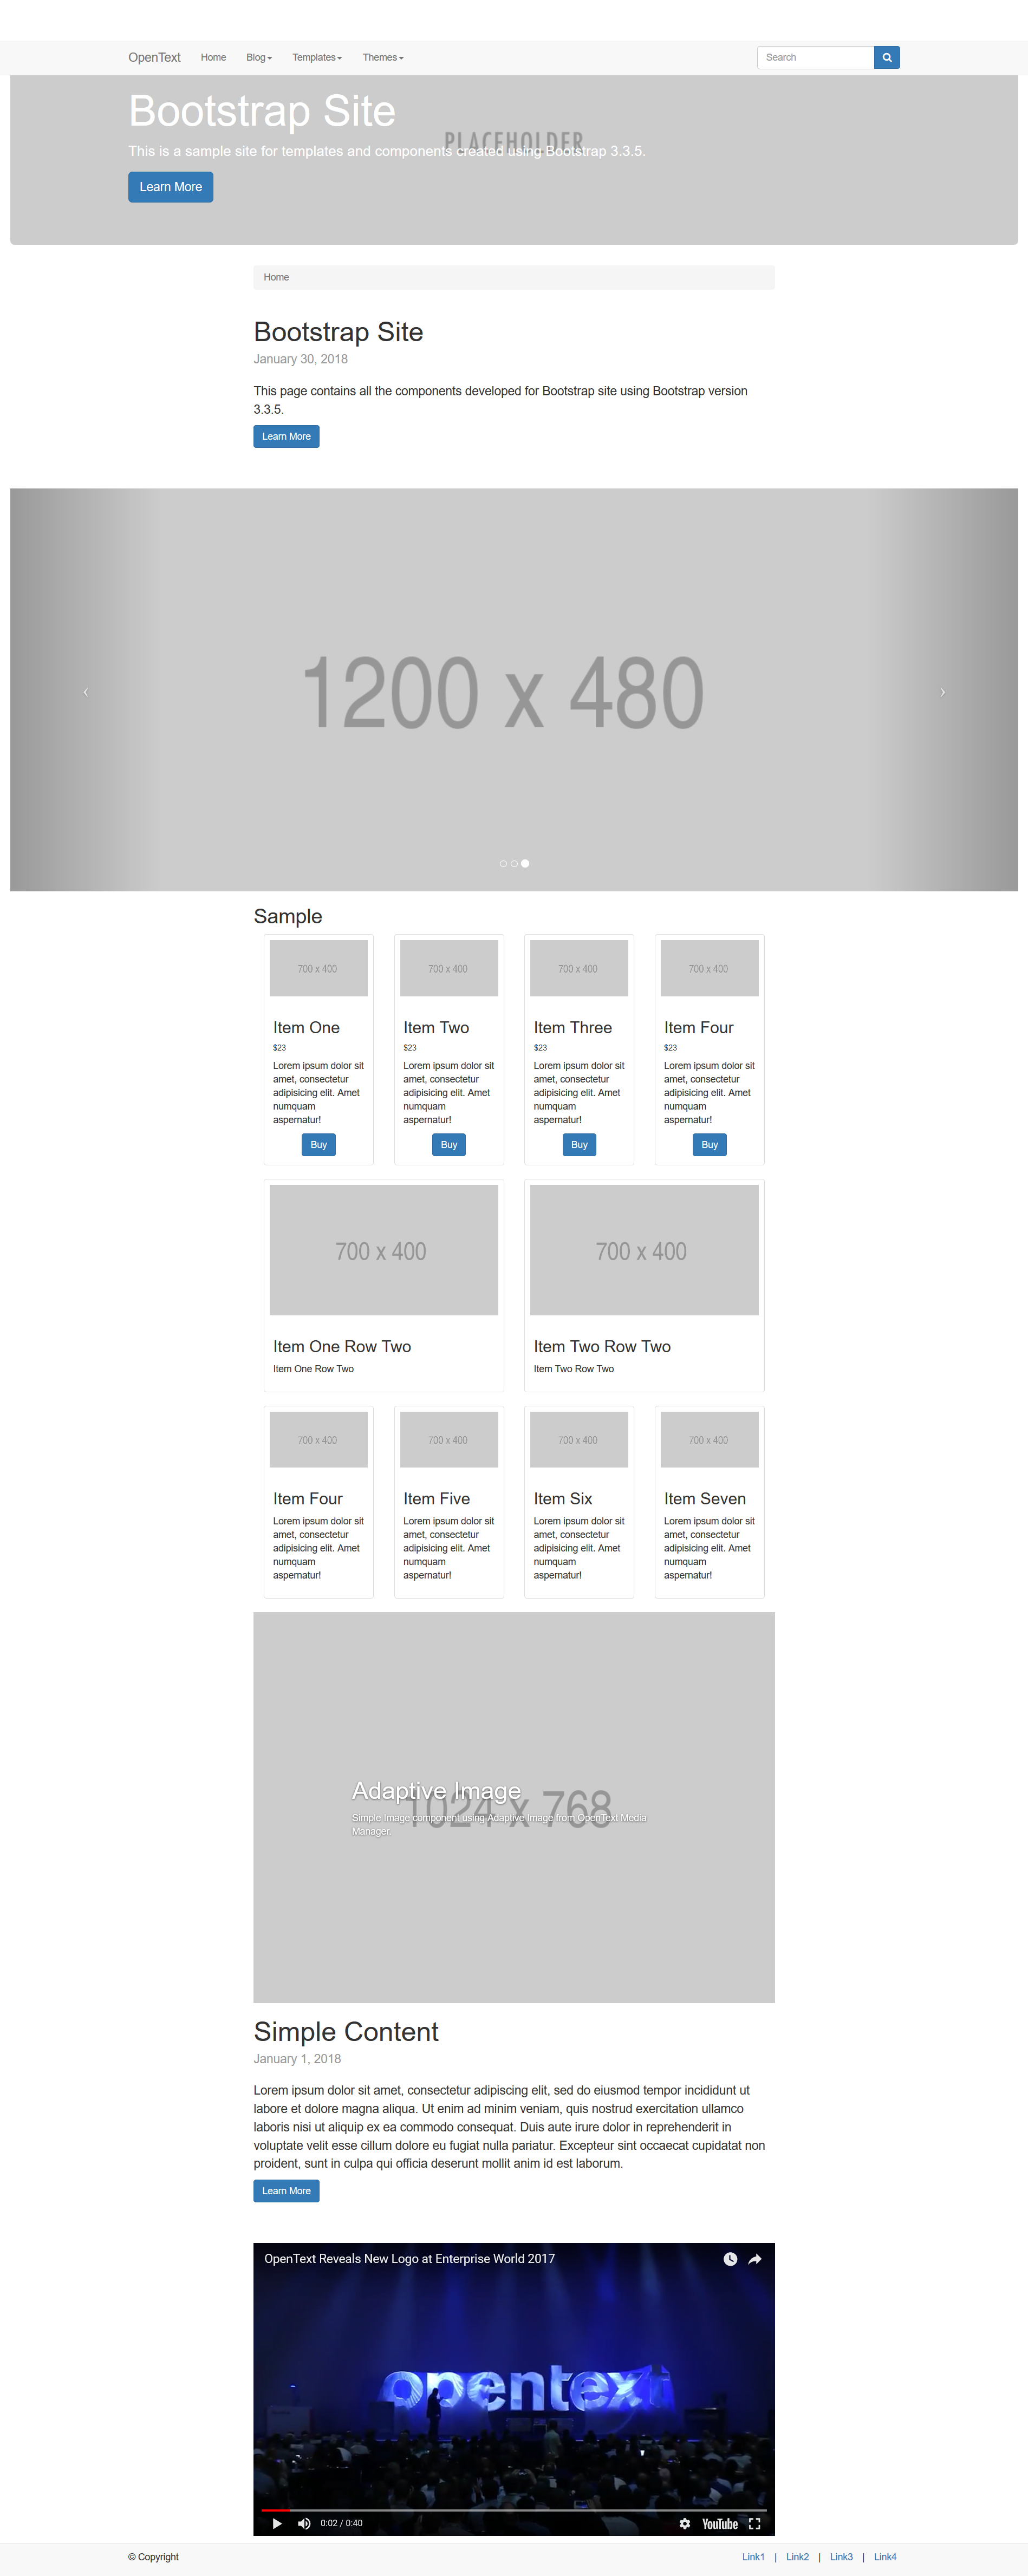 OpenText
Home
Blog
Templates
Themes
Search
Bootstrap Site
PLACEHOLDER
This is a sample site for templates and components created using Bootstrap 3.3.5.
Learn More
Home
Bootstrap Site
January 30, 2018
This page contains all the components developed for Bootstrap site using Bootstrap version
3.3.5.
Learn More
1200 x 480
Sample
700 x 400
Item One
$23
Lorem ipsum dolor sit
amet, consectetur
adipisicing elit. Amet
numquam
aspernatur!
Buy
700 x 400
Item Two
$23
Lorem ipsum dolor sit
amet, consectetur
adipisicing elit. Amet
numquam
aspernatur!
Buy
700 x 400
Item Three
$23
Lorem ipsum dolor sit
amet, consectetur
adipisicing elit. Amet
numquam
aspernatur!
Buy
700 x 400
Item Four
$23
Lorem ipsum dolor sit
amet, consectetur
adipisicing elit. Amet
numquam
aspernatur!
Buy
700 x 400
Item One Row Two
Item One Row Two
700 x 400
Item Two Row Two
Item Two Row Two
700 x 400
Item Four
Lorem ipsum dolor sit
amet, consectetur
adipisicing elit. Amet
numquam
aspernatur!
700 x 400
Item Five
Lorem ipsum dolor sit
amet, consectetur
adipisicing elit. Amet
numquam
aspernatur!
700 x 400
Item Six
Lorem ipsum dolor sit
amet, consectetur
adipisicing elit. Amet
numquam
aspernatur!
700 x 400
Item Seven
Lorem ipsum dolor sit
amet, consectetur
adipisicing elit. Amet
numquam
aspernatur!
Adaptive Image
1024 x 768
Simple Image component using Adaptive Image from OpenText Media
Manager.
Simple Content
January 1, 2018
Lorem ipsum dolor sit amet, consectetur adipiscing elit, sed do eiusmod tempor incididunt ut
labore et dolore magna aliqua. Ut enim ad minim veniam, quis nostrud exercitation ullamco
laboris nisi ut aliquip ex ea commodo consequat. Duis aute irure dolor in reprehenderit in
voluptate velit esse cillum dolore eu fugiat nulla pariatur. Excepteur sint occaecat cupidatat non
proident, sunt in culpa qui officia deserunt mollit anim id est laborum.
Learn More
OpenText Reveals New Logo at Enterprise World 2017
opentext
0:02 / 0:40
YouTube
© Copyright
Link1 | Link2 | Link3 | Link4